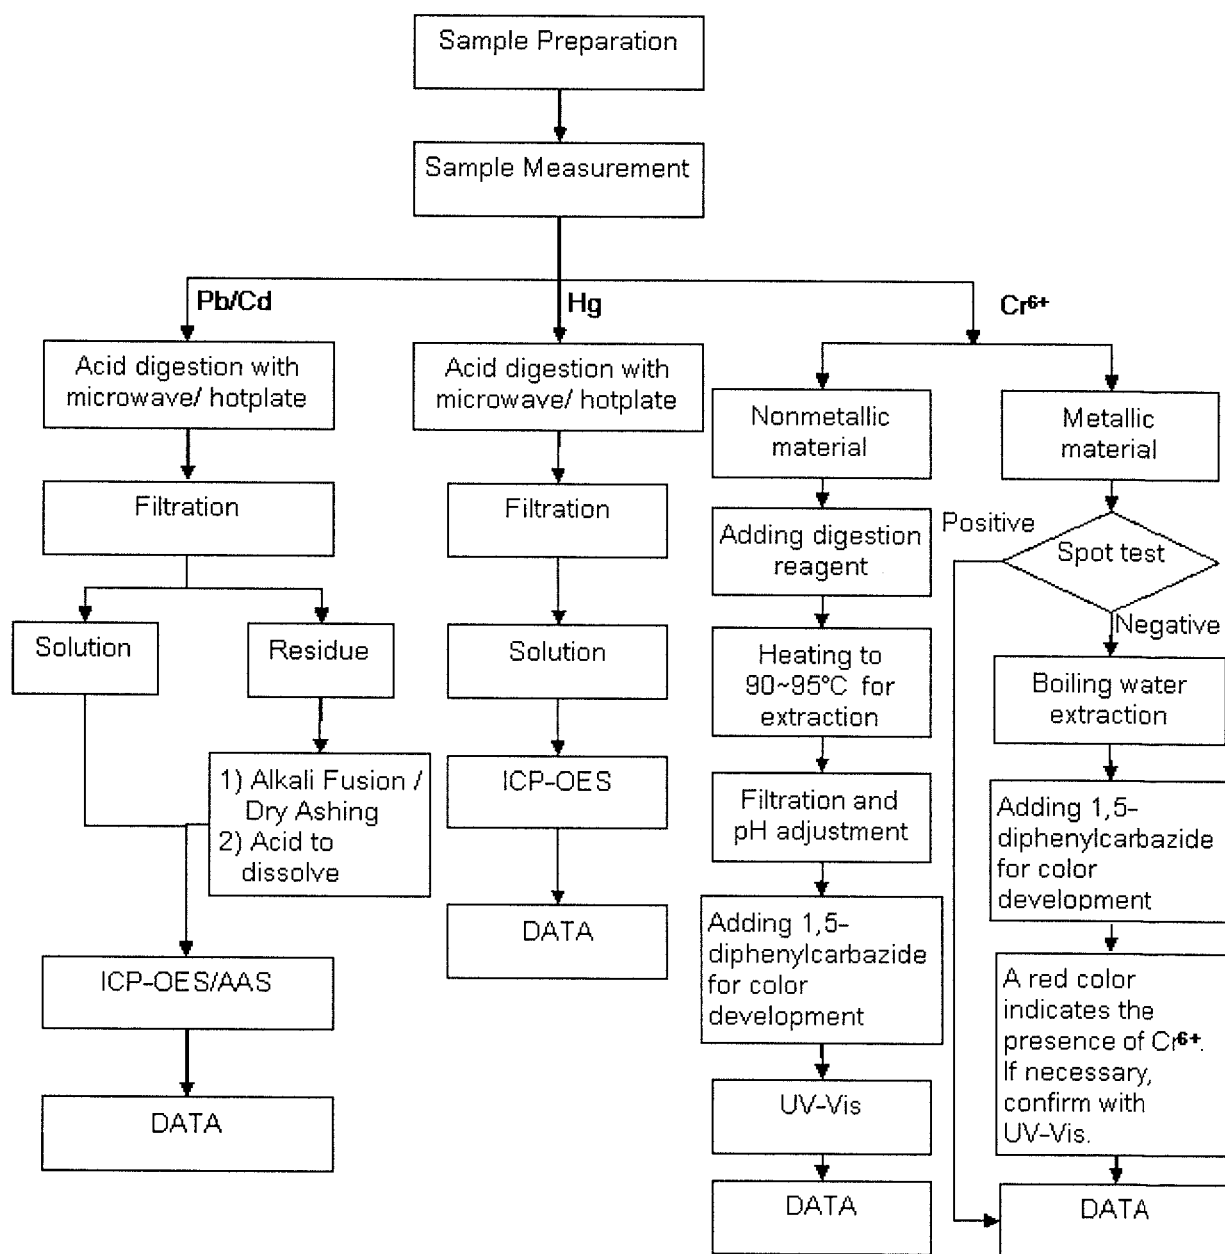 Sample Preparation
Sample Measurement
Pb/Cd
Hg
Cr⁶⁺
Acid digestion with
microwave/ hotplate
Filtration
Solution
Residue
1) Alkali Fusion /
Dry Ashing
2) Acid to
dissolve
ICP-OES/AAS
DATA
Acid digestion with
microwave/ hotplate
Filtration
Solution
ICP-OES
DATA
Nonmetallic
material
Adding digestion
reagent
Heating to
90~95°C for
extraction
Filtration and
pH adjustment
Adding 1,5-
diphenylcarbazide
for color
development
UV-Vis
DATA
Metallic
material
Positive
Spot test
Negative
Boiling water
extraction
Adding 1,5-
diphenylcarbazide
for color
development
A red color
indicates the
presence of Cr⁶⁺.
If necessary,
confirm with
UV-Vis.
DATA